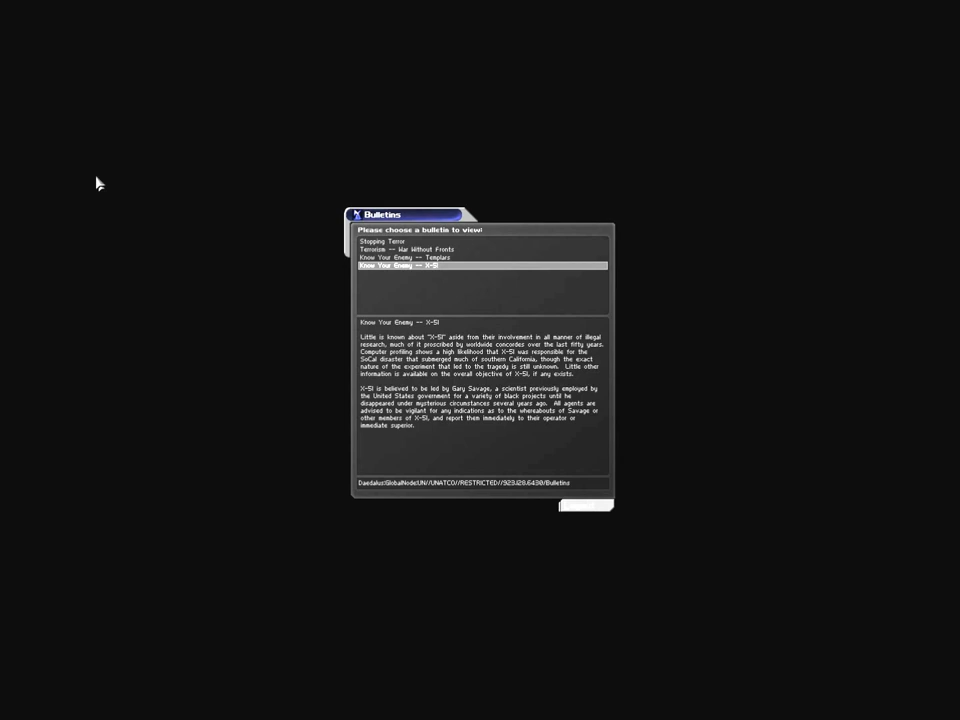 Bulletins
Please choose a bulletin to view:
Stopping Terror
Terrorism -- War Without Fronts
Know Your Enemy -- Templars
Know Your Enemy -- X-51
Know Your Enemy -- X-51
Little is known about "X-51" aside from their involvement in all manner of illegal
research, much of it proscribed by worldwide concordes over the last fifty years.
Computer profiling shows a high likelihood that X-51 was responsible for the
SoCal disaster that submerged much of southern California, though the exact
nature of the experiment that led to the tragedy is still unknown.  Little other
information is available on the overall objective of X-51, if any exists.
X-51 is believed to be led by Gary Savage, a scientist previously employed by
the United States government for a variety of black projects until he
disappeared under mysterious circumstances several years ago.  All agents are
advised to be vigilant for any indications as to the whereabouts of Savage or
other members of X-51, and report them immediately to their operator or
immediate superior.
Daedalus:GlobalNode:UN//UNATCO//RESTRICTED//923.128.6430/Bulletins